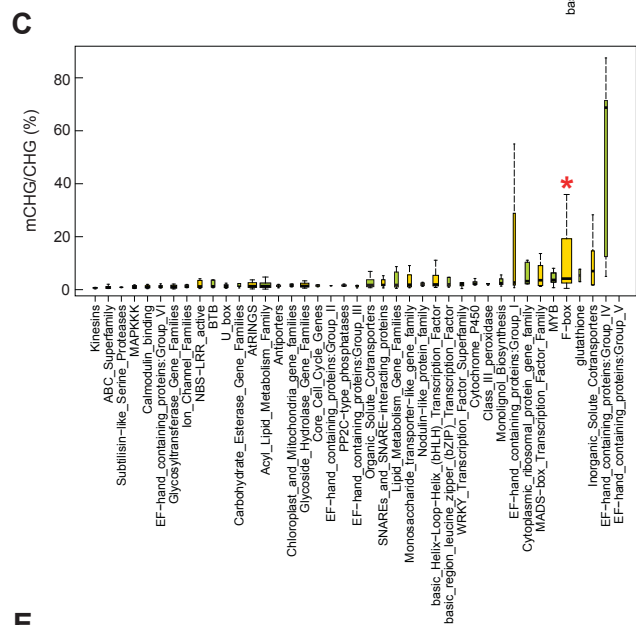 bas
C
mCHG/CHG (%)
80
60
40
20
0
*
Kinesins
ABC_Superfamily
Subtilisin−like_Serine_Proteases
MAPKKK
Calmodulin_binding
EF−hand_containing_proteins:Group_VI
Glycosyltransferase_Gene_Families
Ion_Channel_Families
NBS−LRR_active
BTB
U_box
Carbohydrate_Esterase_Gene_Families
AtRINGS
Acyl_Lipid_Metabolism_Family
Antiporters
Chloroplast_and_Mitochondria_gene_families
Glycoside_Hydrolase_Gene_Families
Core_Cell_Cycle_Genes
EF−hand_containing_proteins:Group_II
PP2C−type_phosphatases
EF−hand_containing_proteins:Group_III
Organic_Solute_Cotransporters
SNAREs_and_SNARE−interacting_proteins
Lipid_Metabolism_Gene_Families
Monosaccharide_transporter−like_gene_family
Nodulin−like_protein_family
basic_Helix−Loop−Helix_(bHLH)_Transcription_Factor
basic_region_leucine_zipper_(bZIP)_Transcription_Factor
WRKY_Transcription_Factor_Superfamily
Cytochrome_P450
Class_III_peroxidase
Monolignol_Biosynthesis
EF−hand_containing_proteins:Group_I
Cytoplasmic_ribosomal_protein_gene_family
MADS−box_Transcription_Factor_Family
MYB
F−box
glutathione
Inorganic_Solute_Cotransporters
EF−hand_containing_proteins:Group_IV
EF−hand_containing_proteins:Group_V